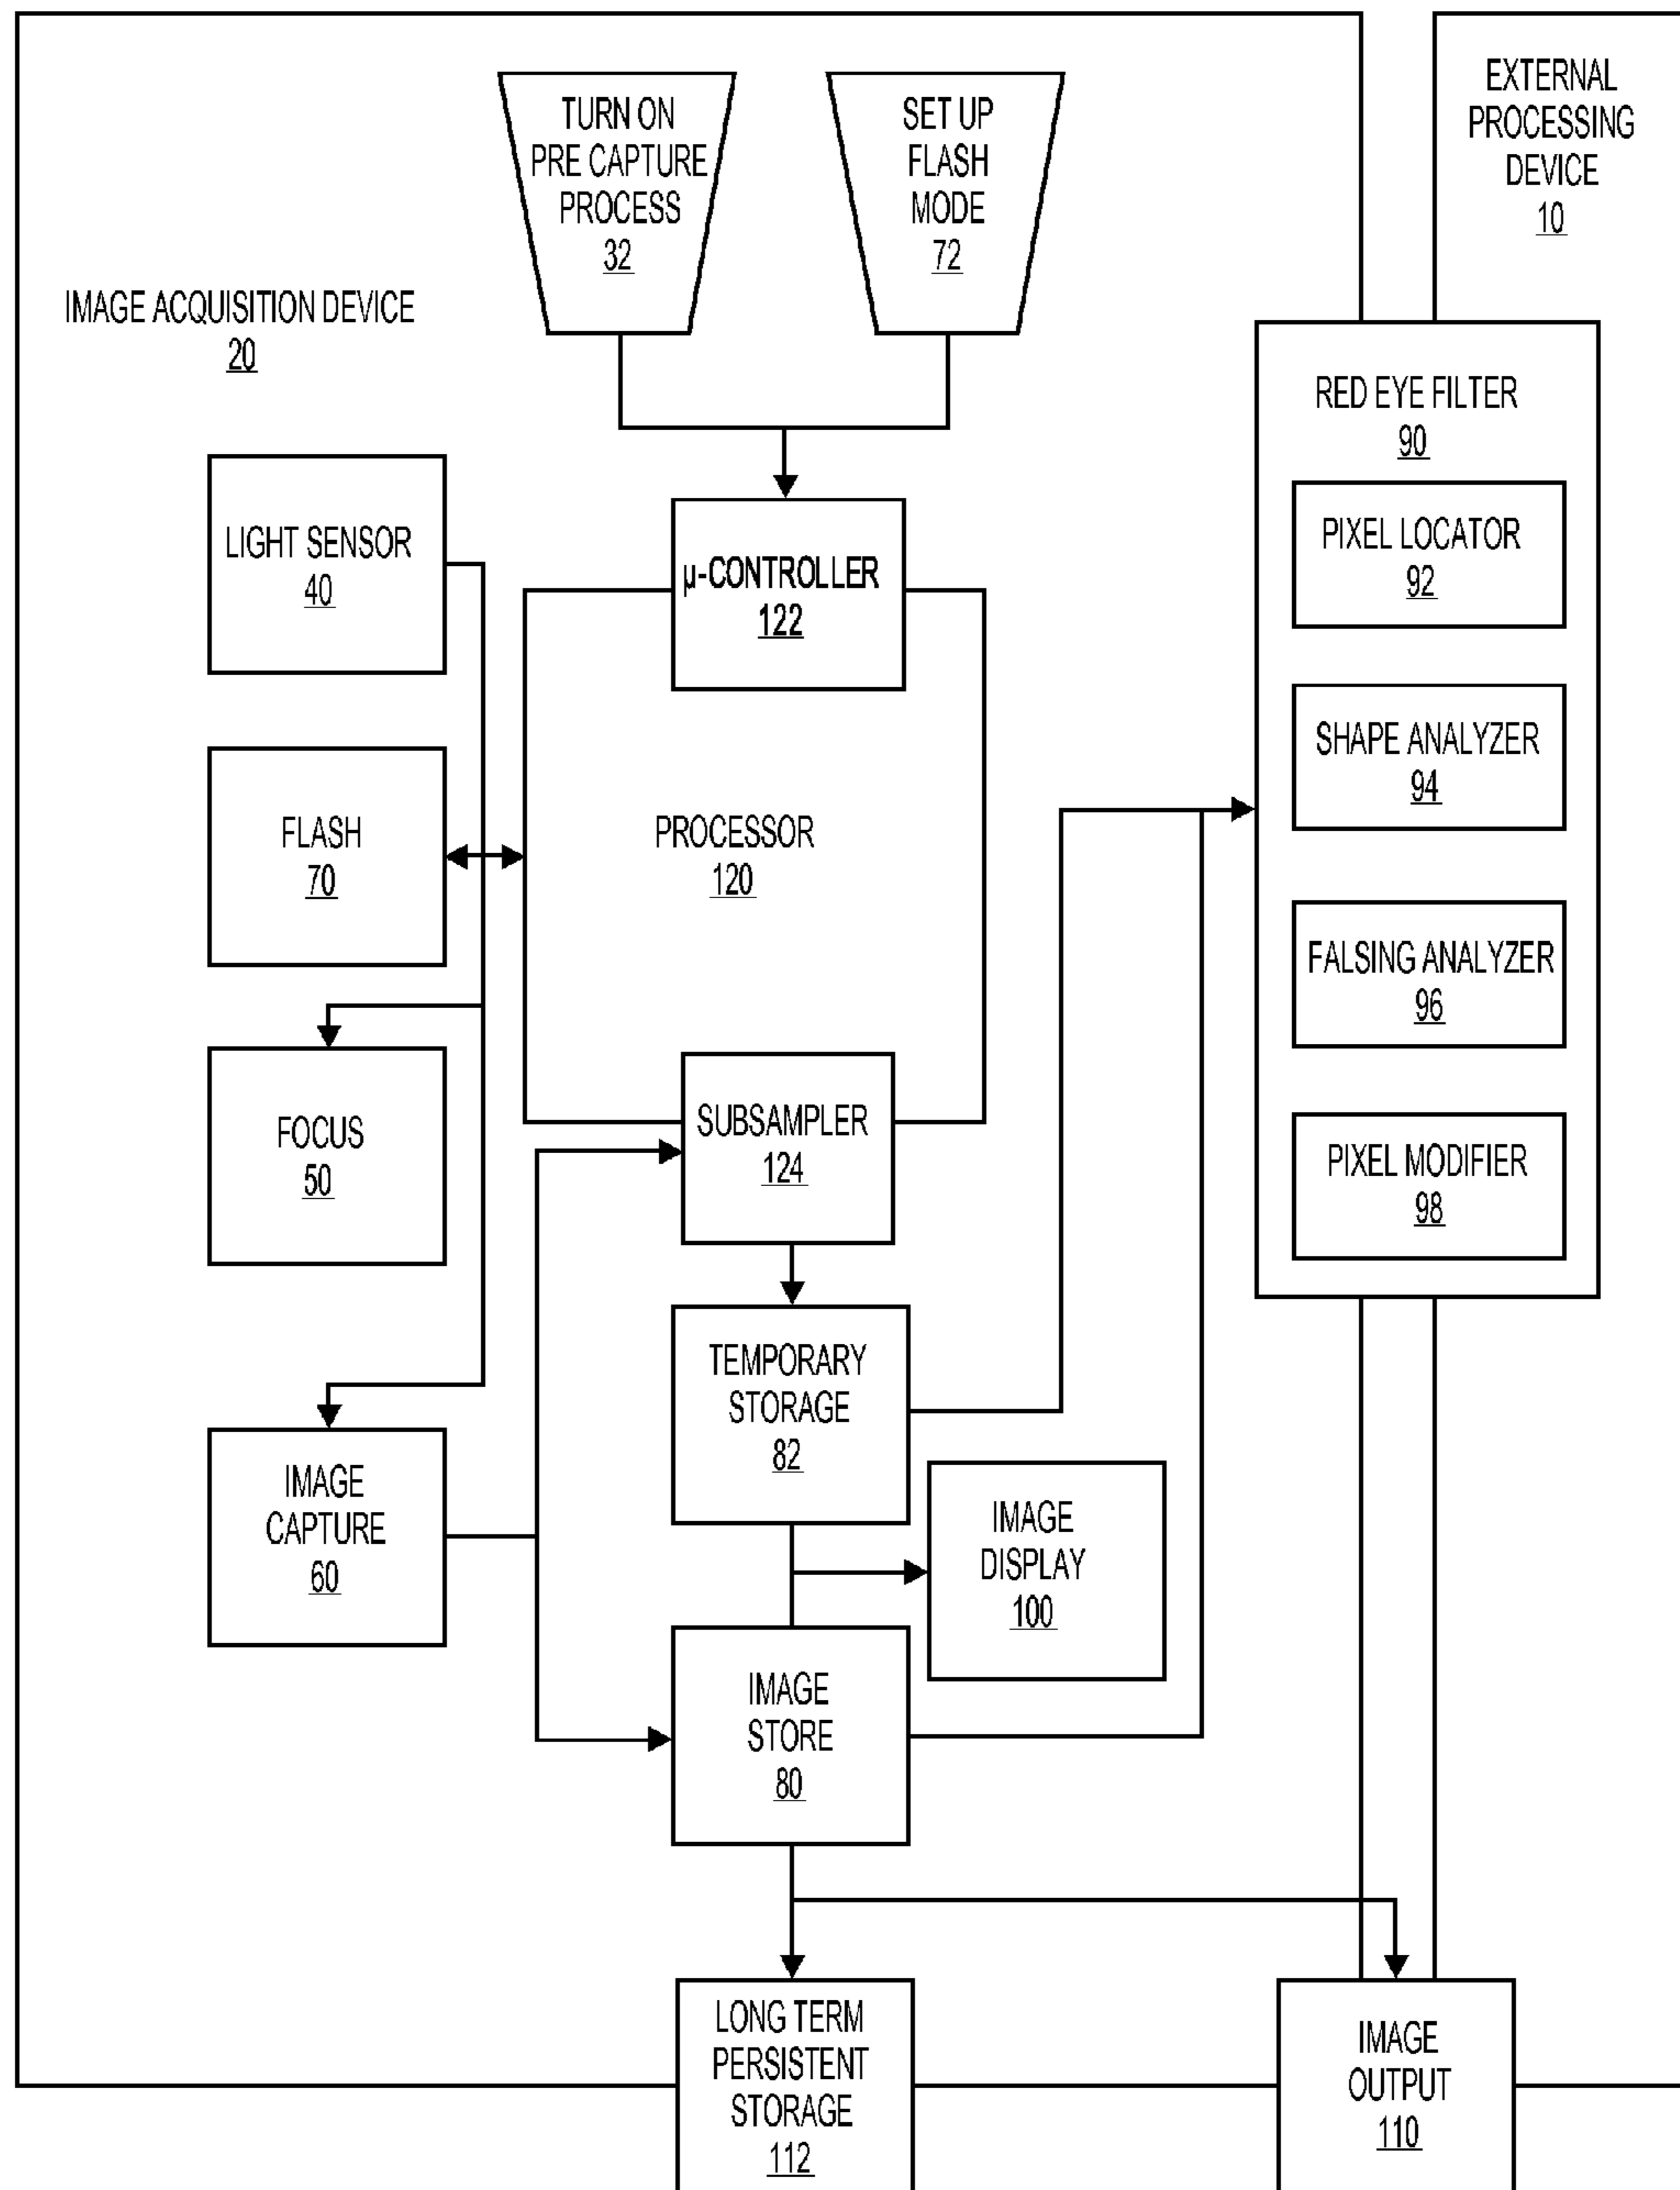 EXTERNAL
PROCESSING
DEVICE
10
TURN ON
PRE CAPTURE
PROCESS
32
SET UP
FLASH
MODE
72
IMAGE ACQUISITION DEVICE
20
RED EYE FILTER
90
LIGHT SENSOR
40
µ-CONTROLLER
122
PIXEL LOCATOR
92
SHAPE ANALYZER
94
FLASH
70
PROCESSOR
120
FALSING ANALYZER
96
FOCUS
50
SUBSAMPLER
124
PIXEL MODIFIER
98
TEMPORARY
STORAGE
82
IMAGE
CAPTURE
60
IMAGE
DISPLAY
100
IMAGE
STORE
80
LONG TERM
PERSISTENT
STORAGE
112
IMAGE
OUTPUT
110